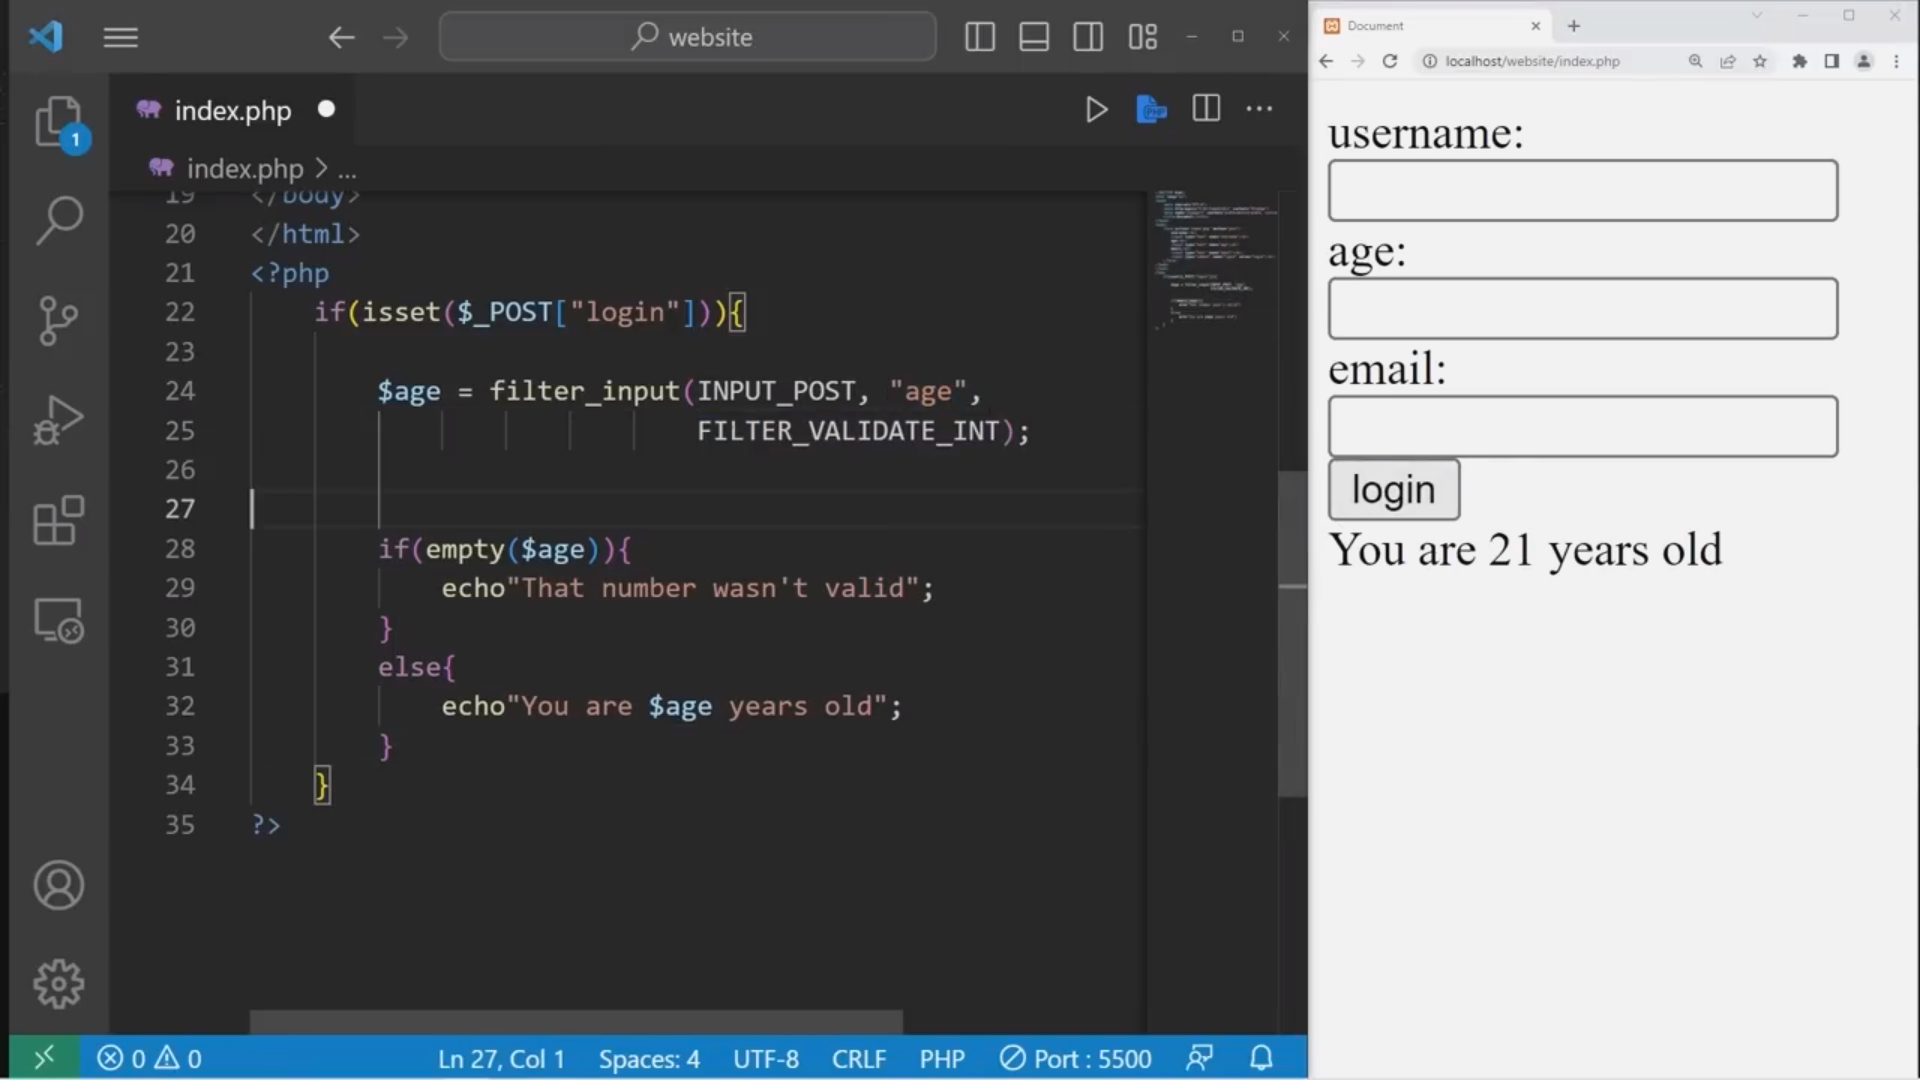 website
index.php
index.php > ...
19 </body>
20 </html>
21 <?php
22 if(isset($_POST["login"])){
23
24 $age = filter_input(INPUT_POST, "age",
25 FILTER_VALIDATE_INT);
26
27
28 if(empty($age)){
29 echo"That number wasn't valid";
30 }
31 else{
32 echo"You are $age years old";
33 }
34 }
35 ?>
1
0 0
Ln 27, Col 1 Spaces: 4 UTF-8 CRLF PHP Port : 5500
Document
localhost/website/index.php
username:
age:
email:
login
You are 21 years old